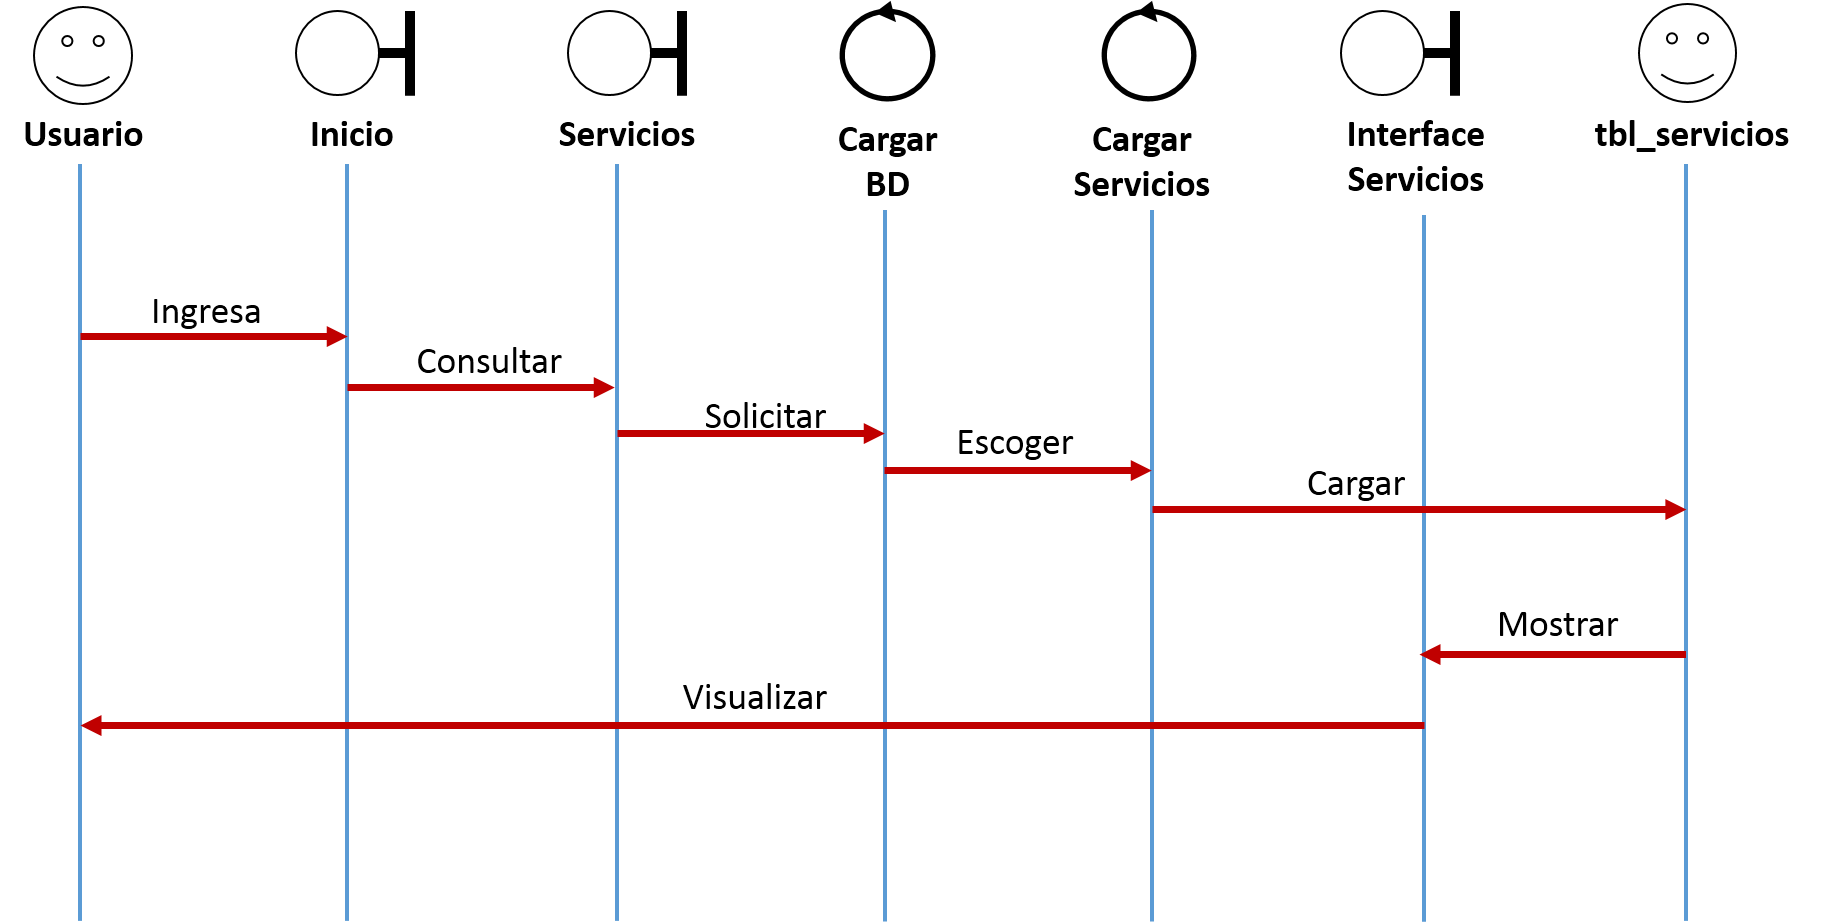 Usuario
Inicio
Servicios
Cargar
BD
Cargar
Servicios
Interface
Servicios
tbl_servicios
Ingresa
Consultar
Solicitar
Escoger
Cargar
Mostrar
Visualizar